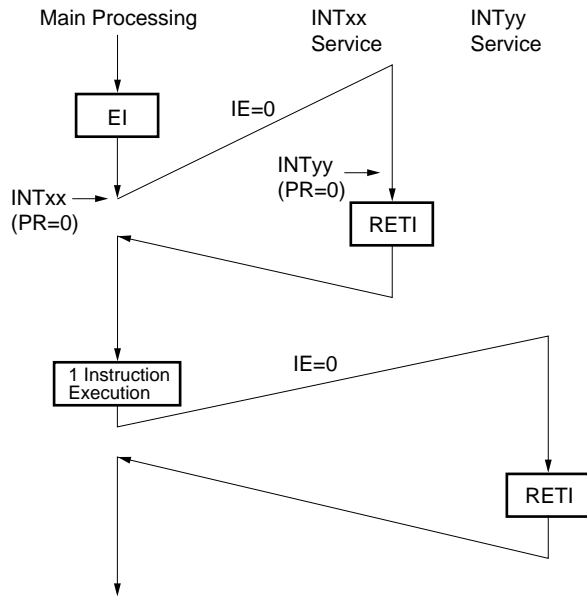 Main Processing
INTxx
Service
INTyy
Service
EI
IE=0
INTyy
(PR=0)
INTxx
(PR=0)
RETI
IE=0
1 Instruction
Execution
RETI